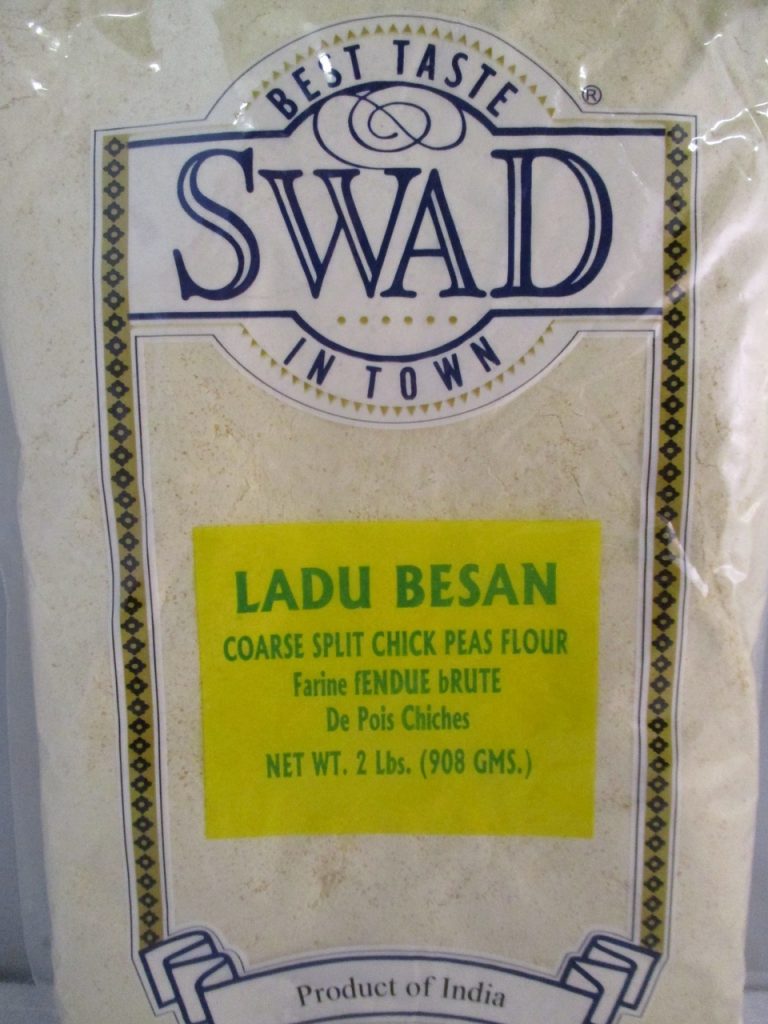 BEST TASTE
®
SWAD
IN TOWN
LADU BESAN
COARSE SPLIT CHICK PEAS FLOUR
Farine fENDUE bRUTE
De Pois Chiches
NET WT. 2 Lbs. (908 GMS.)
Product of India